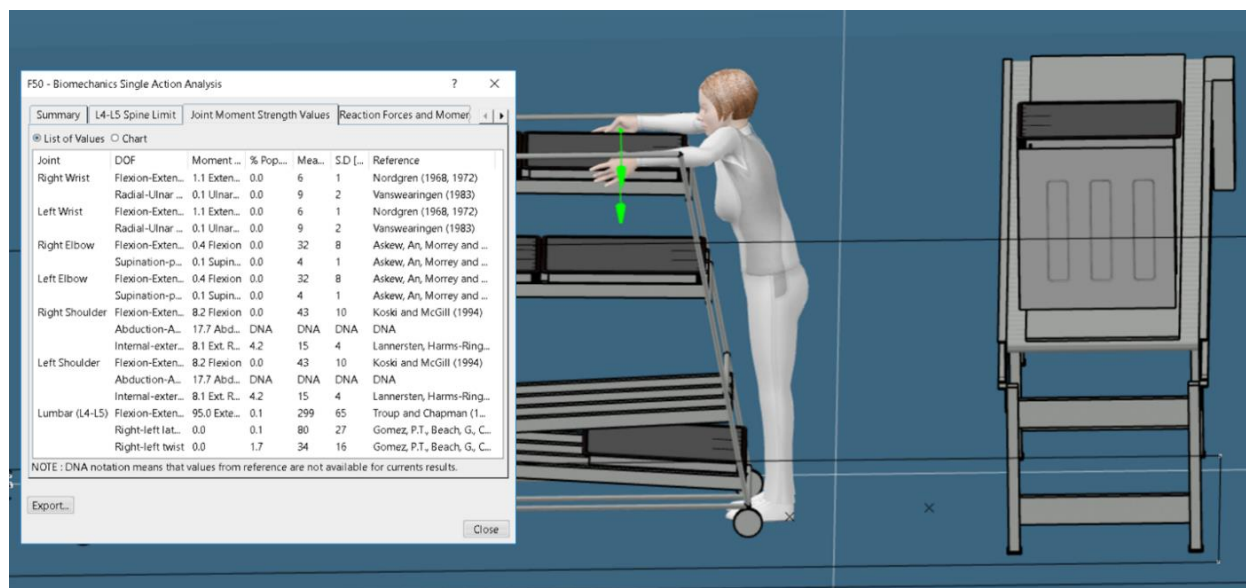 F50 - Biomechanics Single Action Analysis ? ×
Summary L4-L5 Spine Limit Joint Moment Strength Values Reaction Forces and Momer
List of Values Chart
Joint DOF Moment ... % Pop... Mea... S.D [... Reference
Right Wrist Flexion-Exten... 1.1 Exten... 0.0 6 1 Nordgren (1968, 1972)
Radial-Ulnar ... 0.1 Ulnar... 0.0 9 2 Vanswearingen (1983)
Left Wrist Flexion-Exten... 1.1 Exten... 0.0 6 1 Nordgren (1968, 1972)
Radial-Ulnar ... 0.1 Ulnar... 0.0 9 2 Vanswearingen (1983)
Right Elbow Flexion-Exten... 0.4 Flexion 0.0 32 8 Askew, An, Morrey and ...
Supination-p... 0.1 Supin... 0.0 4 1 Askew, An, Morrey and ...
Left Elbow Flexion-Exten... 0.4 Flexion 0.0 32 8 Askew, An, Morrey and ...
Supination-p... 0.1 Supin... 0.0 4 1 Askew, An, Morrey and ...
Right Shoulder Flexion-Exten... 8.2 Flexion 0.0 43 10 Koski and McGill (1994)
Abduction-A... 17.7 Abd... DNA DNA DNA DNA
Internal-exter... 8.1 Ext. R... 4.2 15 4 Lannersten, Harms-Ring...
Left Shoulder Flexion-Exten... 8.2 Flexion 0.0 43 10 Koski and McGill (1994)
Abduction-A... 17.7 Abd... DNA DNA DNA DNA
Internal-exter... 8.1 Ext. R... 4.2 15 4 Lannersten, Harms-Ring...
Lumbar (L4-L5) Flexion-Exten... 95.0 Exte... 0.1 299 65 Troup and Chapman (1...
Right-left lat... 0.0 0.1 80 27 Gomez, P.T., Beach, G., C...
Right-left twist 0.0 1.7 34 16 Gomez, P.T., Beach, G., C...
NOTE : DNA notation means that values from reference are not available for currents results.
Export...
Close